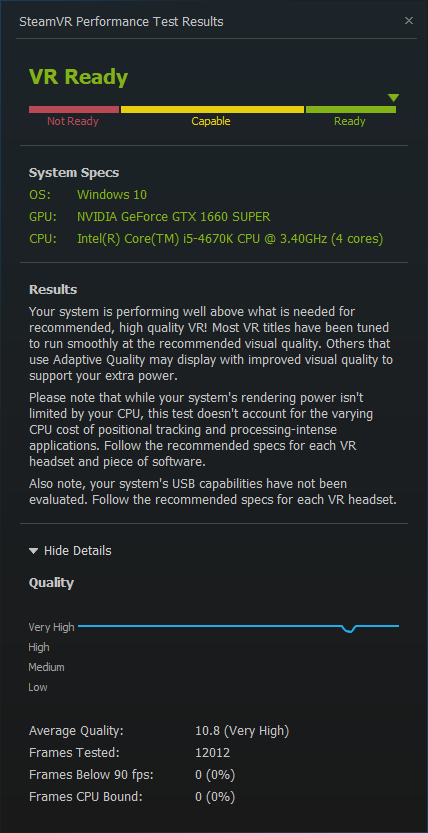 SteamVR Performance Test Results
VR Ready
Not Ready Capable Ready
System Specs
OS: Windows 10
GPU: NVIDIA GeForce GTX 1660 SUPER
CPU: Intel(R) Core(TM) i5-4670K CPU @ 3.40GHz (4 cores)
Results
Your system is performing well above what is needed for
recommended, high quality VR! Most VR titles have been tuned
to run smoothly at the recommended visual quality. Others that
use Adaptive Quality may display with improved visual quality to
support your extra power.
Please note that while your system's rendering power isn't
limited by your CPU, this test doesn't account for the varying
CPU cost of positional tracking and processing-intense
applications. Follow the recommended specs for each VR
headset and piece of software.
Also note, your system's USB capabilities have not been
evaluated. Follow the recommended specs for each VR headset.
Hide Details
Quality
Very High
High
Medium
Low
Average Quality: 10.8 (Very High)
Frames Tested: 12012
Frames Below 90 fps: 0 (0%)
Frames CPU Bound: 0 (0%)